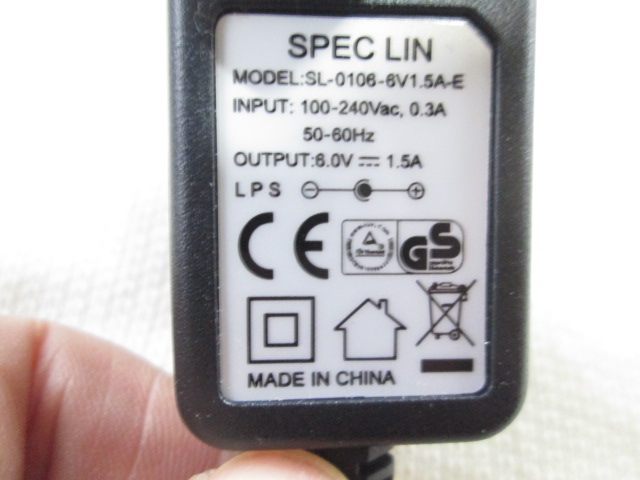 SPEC LIN
MODEL:SL-0106-6V1.5A-E
INPUT: 100-240Vac, 0.3A
50-60Hz
OUTPUT:6.0V ⎓ 1.5A
LPS
CE
GS
MADE IN CHINA